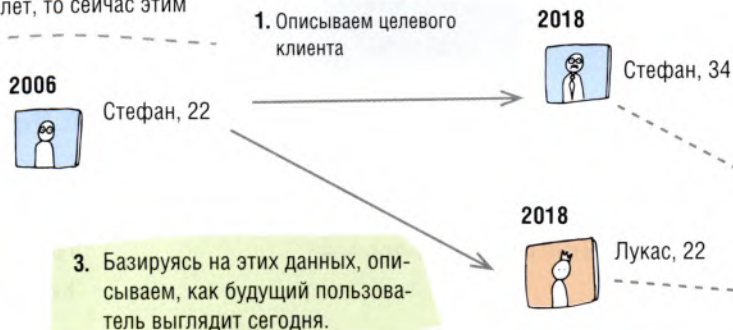 лет, то сейчас этим
1. Описываем целевого
клиента
2018
Стефан, 34
2006
Стефан, 22
2018
Лукас, 22
3. Базируясь на этих данных, опи-
сываем, как будущий пользова-
тель выглядит сегодня.